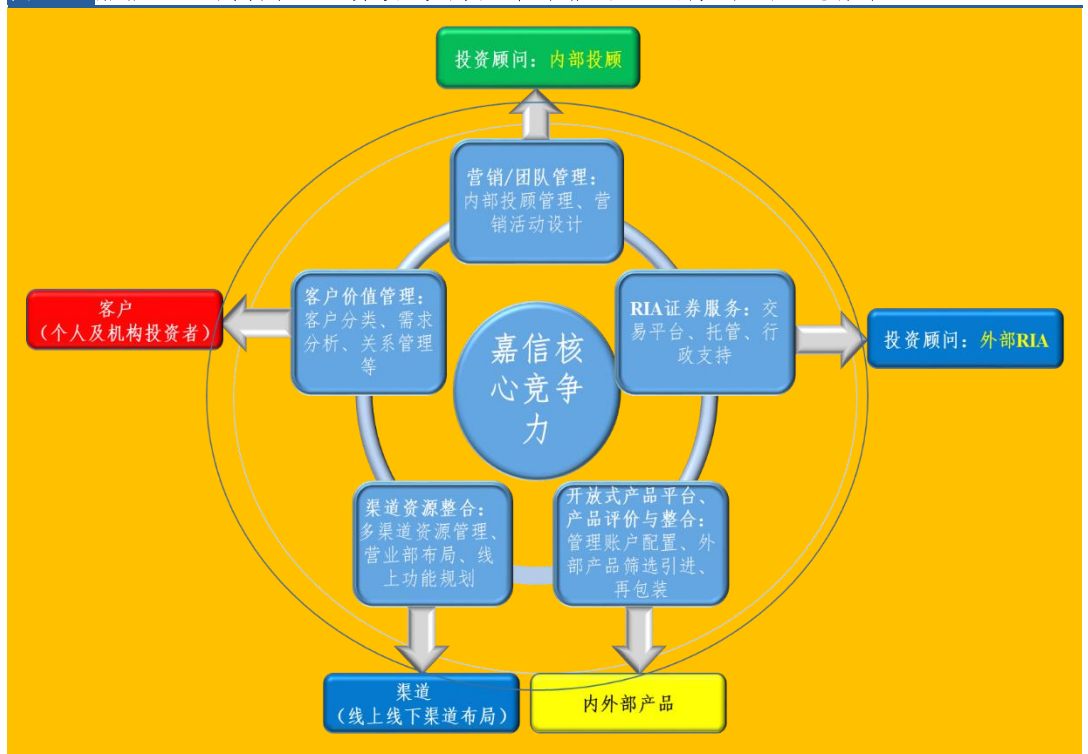 投资顾问：内部投顾
营销/团队管理：
内部投顾管理、营
销活动设计
客户价值管理：
客户分类、需求
分析、关系管理
等
RIA证券服务：交
易平台、托管、行
政支持
客户
（个人及机构投资者）
投资顾问：外部RIA
嘉信核
心竞争
力
渠道资源整合：
多渠道资源管理、
营业部布局、线
上功能规划
开放式产品平台、
产品评价与整合：
管理账户配置、外
部产品筛选引进、
再包装
渠道
（线上线下渠道布局）
内外部产品